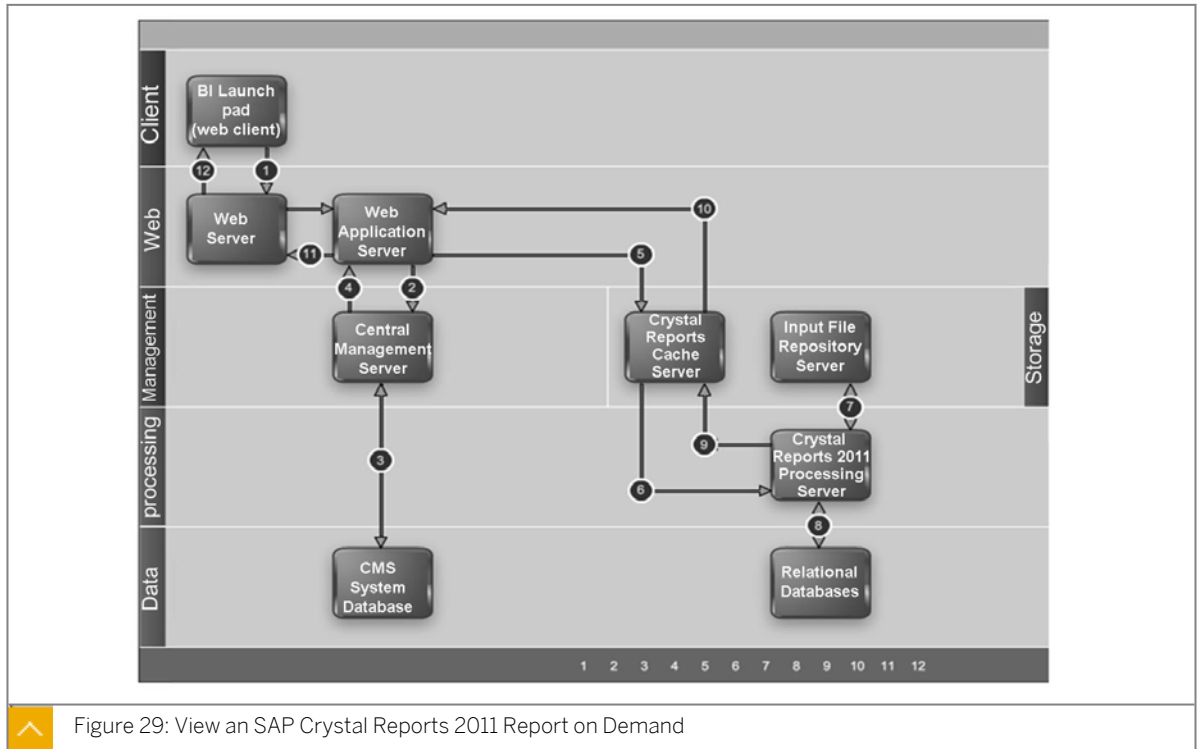 Client
BI Launch
pad
(web client)
12
1
Web
Web
Server
Web
Application
Server
10
11
5
4
2
Management
Central
Management
Server
Crystal
Reports
Cache
Server
Input File
Repository
Server
Storage
7
processing
3
9
6
Crystal
Reports 2011
Processing
Server
8
Data
CMS
System
Database
Relational
Databases
1 2 3 4 5 6 7 8 9 10 11 12
Figure 29: View an SAP Crystal Reports 2011 Report on Demand